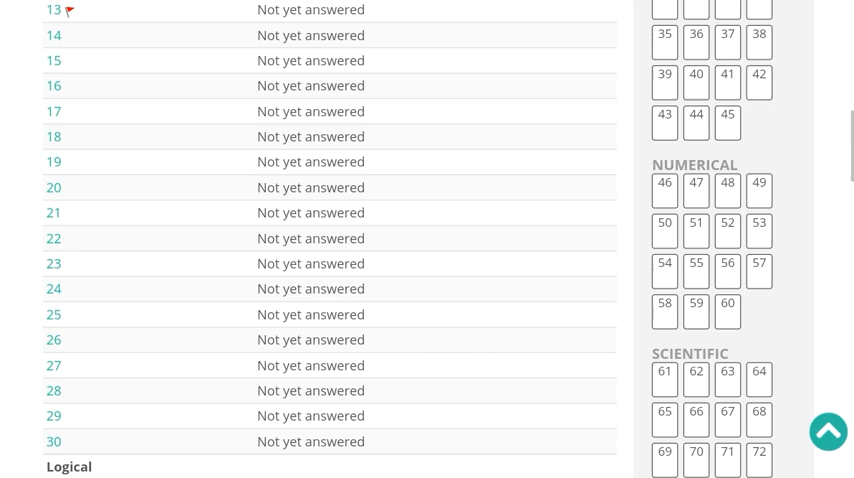 13 Not yet answered
14 Not yet answered
15 Not yet answered
16 Not yet answered
17 Not yet answered
18 Not yet answered
19 Not yet answered
20 Not yet answered
21 Not yet answered
22 Not yet answered
23 Not yet answered
24 Not yet answered
25 Not yet answered
26 Not yet answered
27 Not yet answered
28 Not yet answered
29 Not yet answered
30 Not yet answered
Logical
35 36 37 38
39 40 41 42
43 44 45
NUMERICAL
46 47 48 49
50 51 52 53
54 55 56 57
58 59 60
SCIENTIFIC
61 62 63 64
65 66 67 68
69 70 71 72